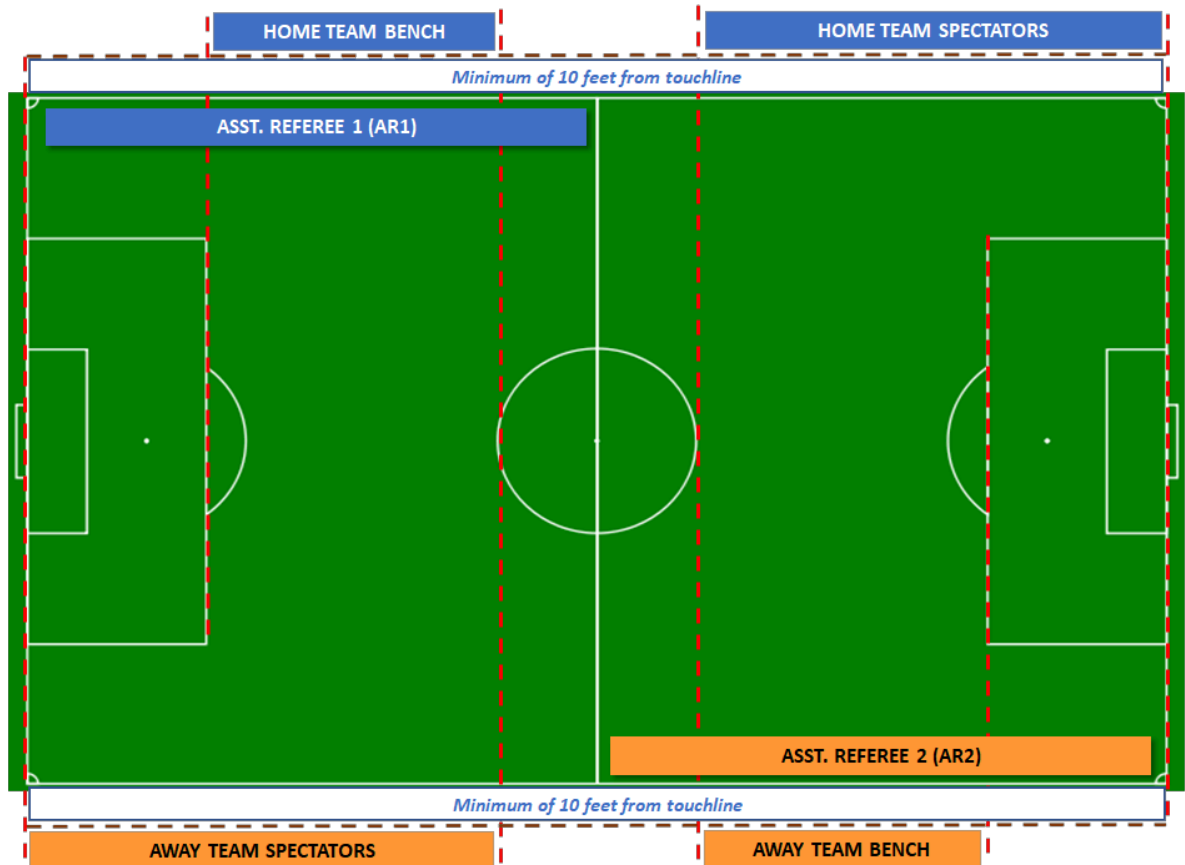 HOME TEAM BENCH
HOME TEAM SPECTATORS
Minimum of 10 feet from touchline
ASST. REFEREE 1 (AR1)
ASST. REFEREE 2 (AR2)
Minimum of 10 feet from touchline
AWAY TEAM SPECTATORS
AWAY TEAM BENCH